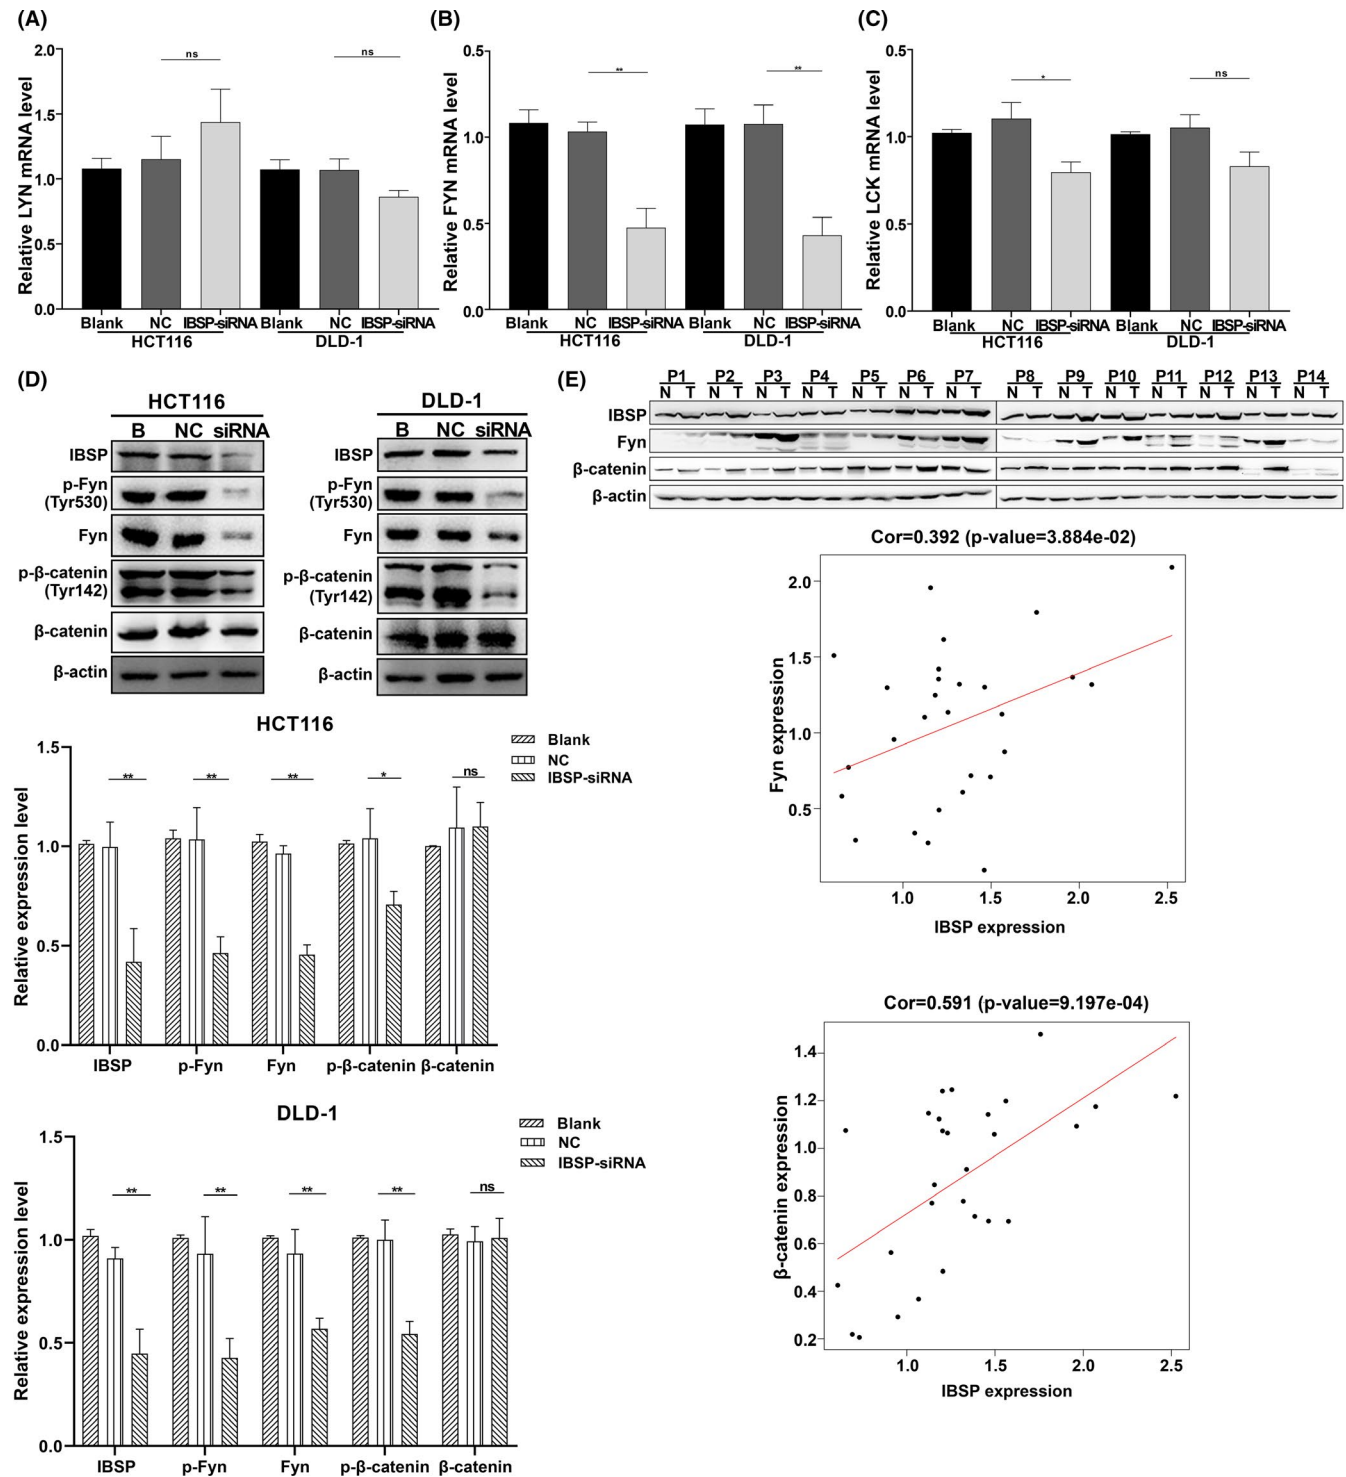 (A)
Relative LYN mRNA level
2.0
1.5
1.0
0.5
0.0
ns
ns
Blank NC IBSP-siRNA Blank NC IBSP-siRNA
HCT116 DLD-1
(B)
Relative FYN mRNA level
0.5
1.0
0.5
0.0
**
**
Blank NC IBSP-siRNA Blank NC IBSP-siRNA
HCT116 DLD-1
(C)
Relative LCK mRNA level
0.5
1.0
0.5
0.0
*
ns
Blank NC IBSP-siRNA Blank NC IBSP-siRNA
HCT116 DLD-1
(D)
HCT116
B NC siRNA
IBSP
p-Fyn
(Tyr530)
Fyn
p-β-catenin
(Tyr142)
β-catenin
β-actin
DLD-1
B NC siRNA
IBSP
p-Fyn
(Tyr530)
Fyn
p-β-catenin
(Tyr142)
β-catenin
β-actin
HCT116
Relative expression level
1.5
1.0
0.5
0.0
** ** ** * ns
Blank
NC
IBSP-siRNA
IBSP p-Fyn Fyn p-β-catenin β-catenin
DLD-1
Relative expression level
1.5
1.0
0.5
0.0
** ** ** ** ns
Blank
NC
IBSP-siRNA
IBSP p-Fyn Fyn p-β-catenin β-catenin
(E)
P1 P2 P3 P4 P5 P6 P7 P8 P9 P10 P11 P12 P13 P14
N T N T N T N T N T N T N T N T N T N T N T N T N T N T
IBSP
Fyn
β-catenin
β-actin
Cor=0.392 (p-value=3.884e-02)
Fyn expression
2.0
1.5
1.0
0.5
1.0 1.5 2.0 2.5
IBSP expression
Cor=0.591 (p-value=9.197e-04)
β-catenin expression
1.4
1.2
1.0
0.8
0.6
0.4
0.2
1.0 1.5 2.0 2.5
IBSP expression